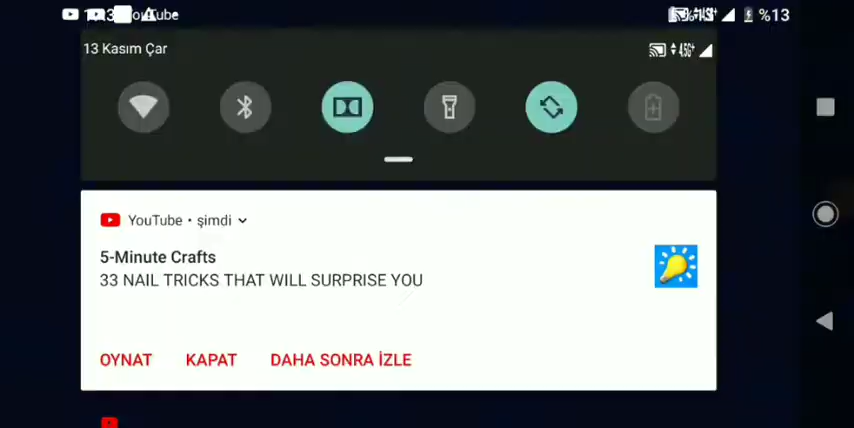 %13
13 Kasım Çar
YouTube • şimdi
5-Minute Crafts
33 NAIL TRICKS THAT WILL SURPRISE YOU
OYNAT KAPAT DAHA SONRA İZLE